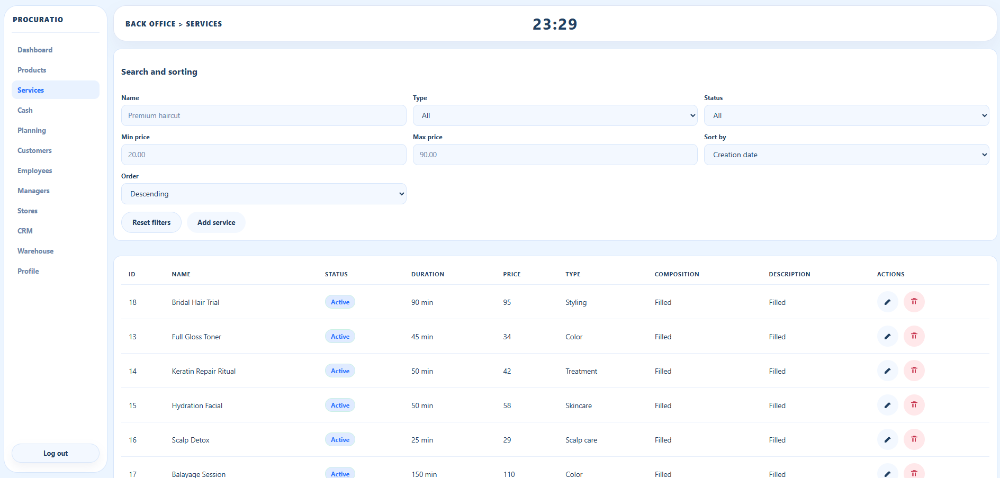 PROCURATIO
Dashboard
Products
Services
Cash
Planning
Customers
Employees
Managers
Stores
CRM
Warehouse
Profile
Log out
BACK OFFICE > SERVICES
23:29
Search and sorting
Name Type Status
Premium haircut All All
Min price Max price Sort by
20.00 90.00 Creation date
Order
Descending
Reset filters Add service
ID NAME STATUS DURATION PRICE TYPE COMPOSITION DESCRIPTION ACTIONS
18 Bridal Hair Trial Active 90 min 95 Styling Filled Filled
13 Full Gloss Toner Active 45 min 34 Color Filled Filled
14 Keratin Repair Ritual Active 50 min 42 Treatment Filled Filled
15 Hydration Facial Active 50 min 58 Skincare Filled Filled
16 Scalp Detox Active 25 min 29 Scalp care Filled Filled
17 Balayage Session Active 150 min 110 Color Filled Filled